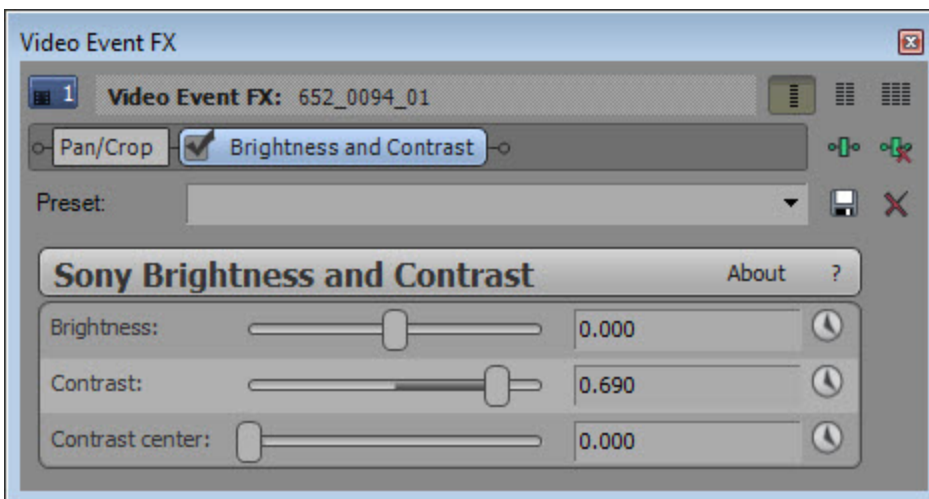 Video Event FX
1 Video Event FX: 652_0094_01
Pan/Crop Brightness and Contrast
Preset:
Sony Brightness and Contrast About ?
Brightness: 0.000
Contrast: 0.690
Contrast center: 0.000